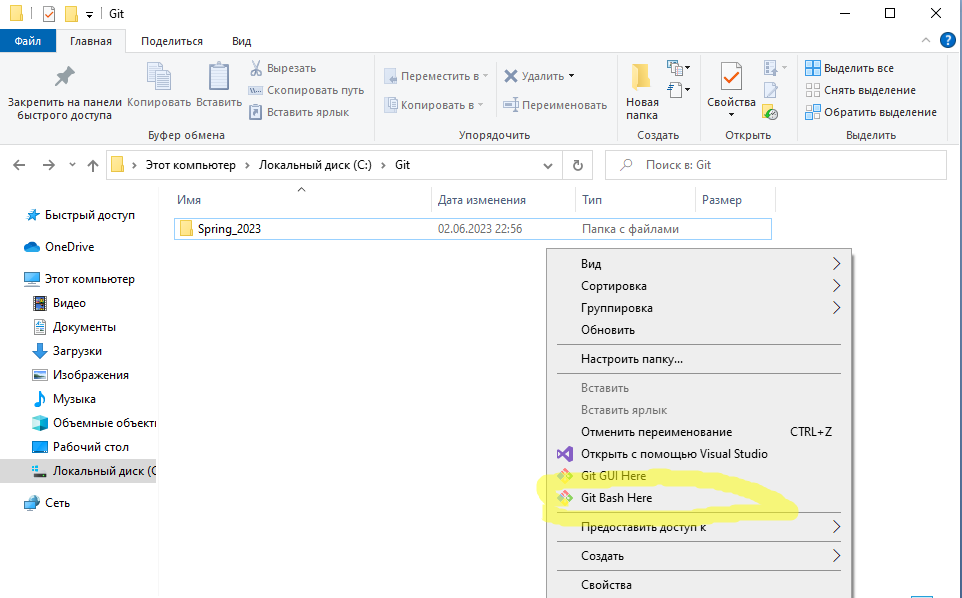 Git
Файл Главная Поделиться Вид
Закрепить на панели быстрого доступа
Копировать
Вставить
Вырезать
Скопировать путь
Вставить ярлык
Буфер обмена
Переместить в
Копировать в
Удалить
Переименовать
Упорядочить
Новая папка
Создать
Свойства
Открыть
Выделить все
Снять выделение
Обратить выделение
Выделить
Этот компьютер > Локальный диск (C:) > Git
Поиск в: Git
Имя Дата изменения Тип Размер
Spring_2023 02.06.2023 22:56 Папка с файлами
Быстрый доступ
OneDrive
Этот компьютер
Видео
Документы
Загрузки
Изображения
Музыка
Объемные объекты
Рабочий стол
Локальный диск (C
Сеть
Вид
Сортировка
Группировка
Обновить
Настроить папку...
Вставить
Вставить ярлык
Отменить переименование CTRL+Z
Открыть с помощью Visual Studio
Git GUI Here
Git Bash Here
Предоставить доступ к
Создать
Свойства